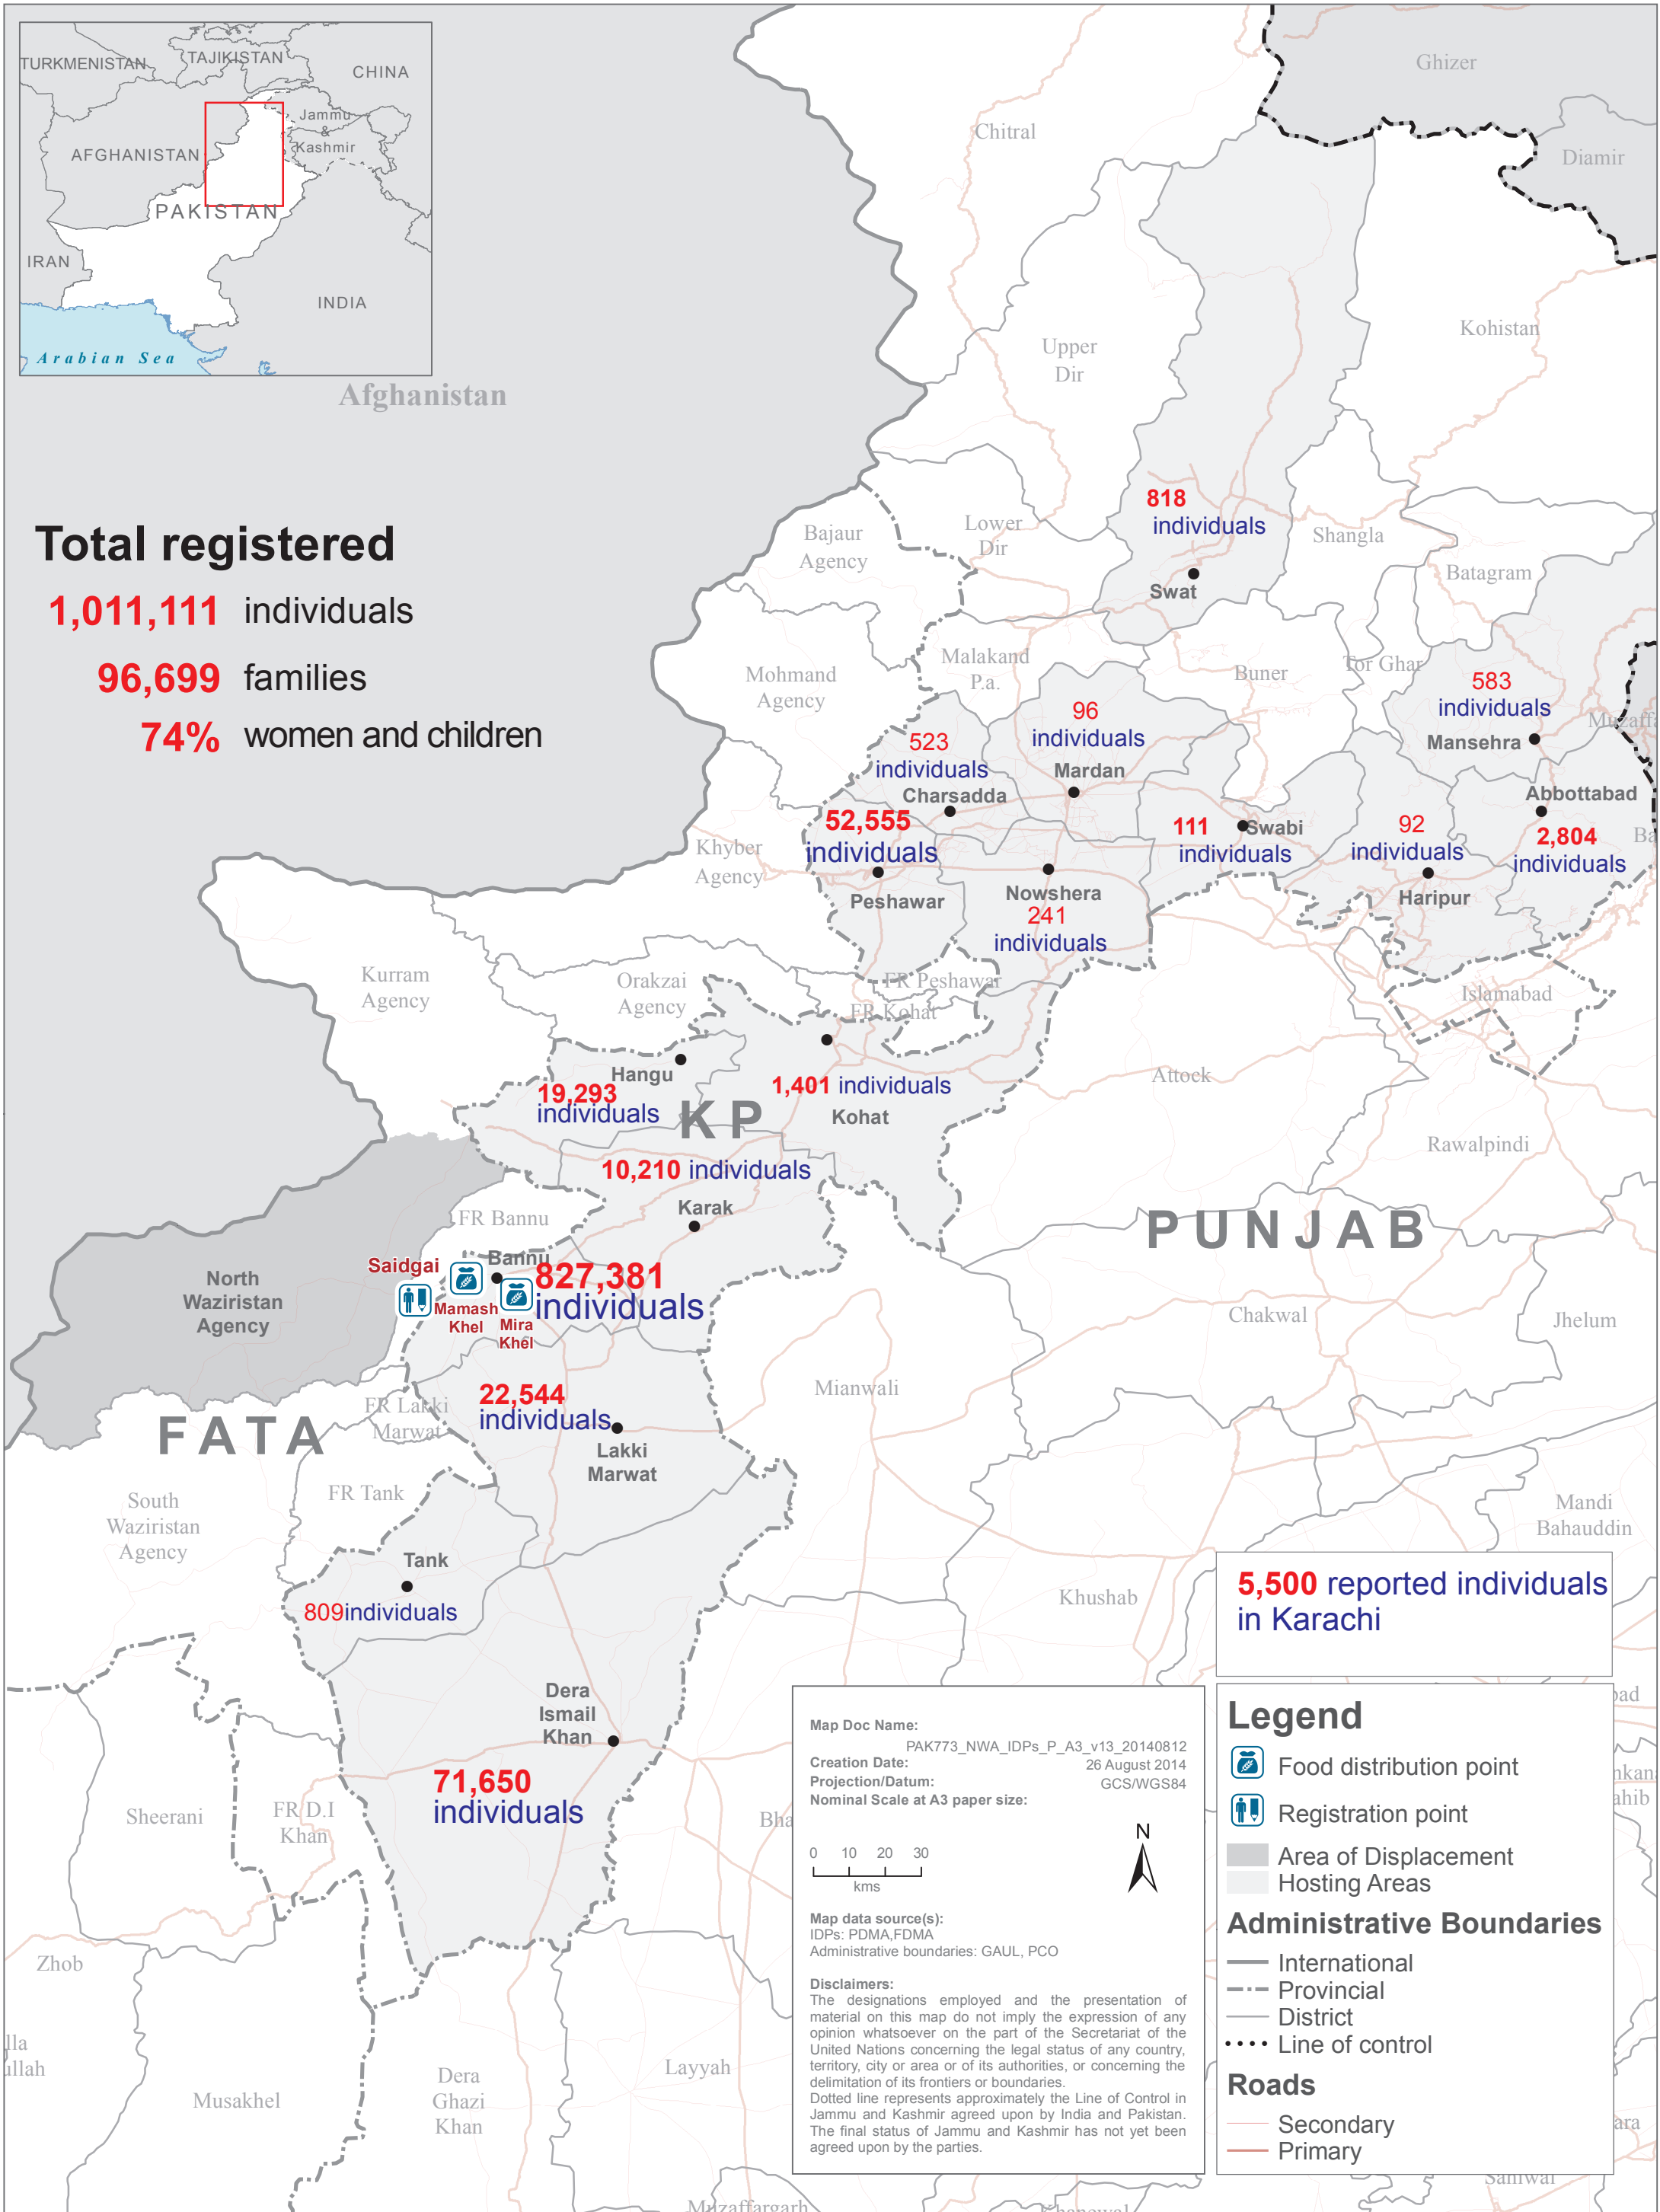 TURKMENISTAN
TAJIKISTAN
CHINA
Jammu
&
Kashmir
AFGHANISTAN
PAKISTAN
IRAN
INDIA
Arabian Sea
Afghanistan
Total registered
1,011,111 individuals
96,699 families
74% women and children
Ghizer
Diamir
Chitral
Kohistan
Upper
Dir
818
individuals
Swat
Shangla
Batagram
Lower
Dir
Bajaur
Agency
Mohmand
Agency
Malakand
P.a.
Buner
Tor Ghar
583
individuals
Mansehra
96
individuals
Mardan
523
individuals
Charsadda
52,555
individuals
Peshawar
Khyber
Agency
Nowshera
241
individuals
111
Swabi
individuals
92
individuals
Haripur
Abbottabad
2,804
individuals
Kurram
Agency
Orakzai
Agency
FR Peshawar
FR Kohat
Islamabad
Hangu
19,293
individuals
1,401 individuals
Kohat
KP
Attock
Rawalpindi
10,210 individuals
Karak
PUNJAB
FR Bannu
Saidgai
Bannu
827,381
individuals
Mamash
Khel
Mira
Khel
North
Waziristan
Agency
Chakwal
Jhelum
Mianwali
22,544
individuals
Lakki
Marwat
FR Lakki
Marwat
FATA
FR Tank
South
Waziristan
Agency
Mandi
Bahauddin
Tank
809individuals
Khushab
5,500 reported individuals
in Karachi
Dera
Ismail
Khan
71,650
individuals
Sheerani
FR D.I
Khan
Bha
Zhob
lla
ullah
Musakhel
Dera
Ghazi
Khan
Layyah
Muzaffargarh
Map Doc Name:
PAK773_NWA_IDPs_P_A3_v13_20140812
Creation Date: 26 August 2014
Projection/Datum: GCS/WGS84
Nominal Scale at A3 paper size:
N
0 10 20 30
kms
Map data source(s):
IDPs: PDMA,FDMA
Administrative boundaries: GAUL, PCO
Disclaimers:
The designations employed and the presentation of
material on this map do not imply the expression of any
opinion whatsoever on the part of the Secretariat of the
United Nations concerning the legal status of any country,
territory, city or area or of its authorities, or concerning the
delimitation of its frontiers or boundaries.
Dotted line represents approximately the Line of Control in
Jammu and Kashmir agreed upon by India and Pakistan.
The final status of Jammu and Kashmir has not yet been
agreed upon by the parties.
Legend
Food distribution point
Registration point
Area of Displacement
Hosting Areas
Administrative Boundaries
International
Provincial
District
Line of control
Roads
Secondary
Primary